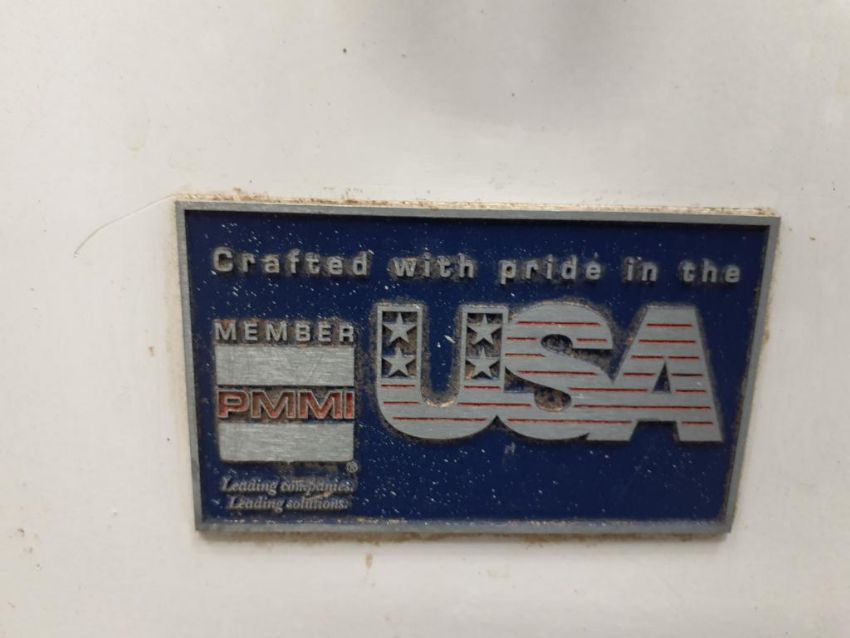 Crafted with pride in the
USA
MEMBER
PMMI
®
Leading companies.
Leading solutions.